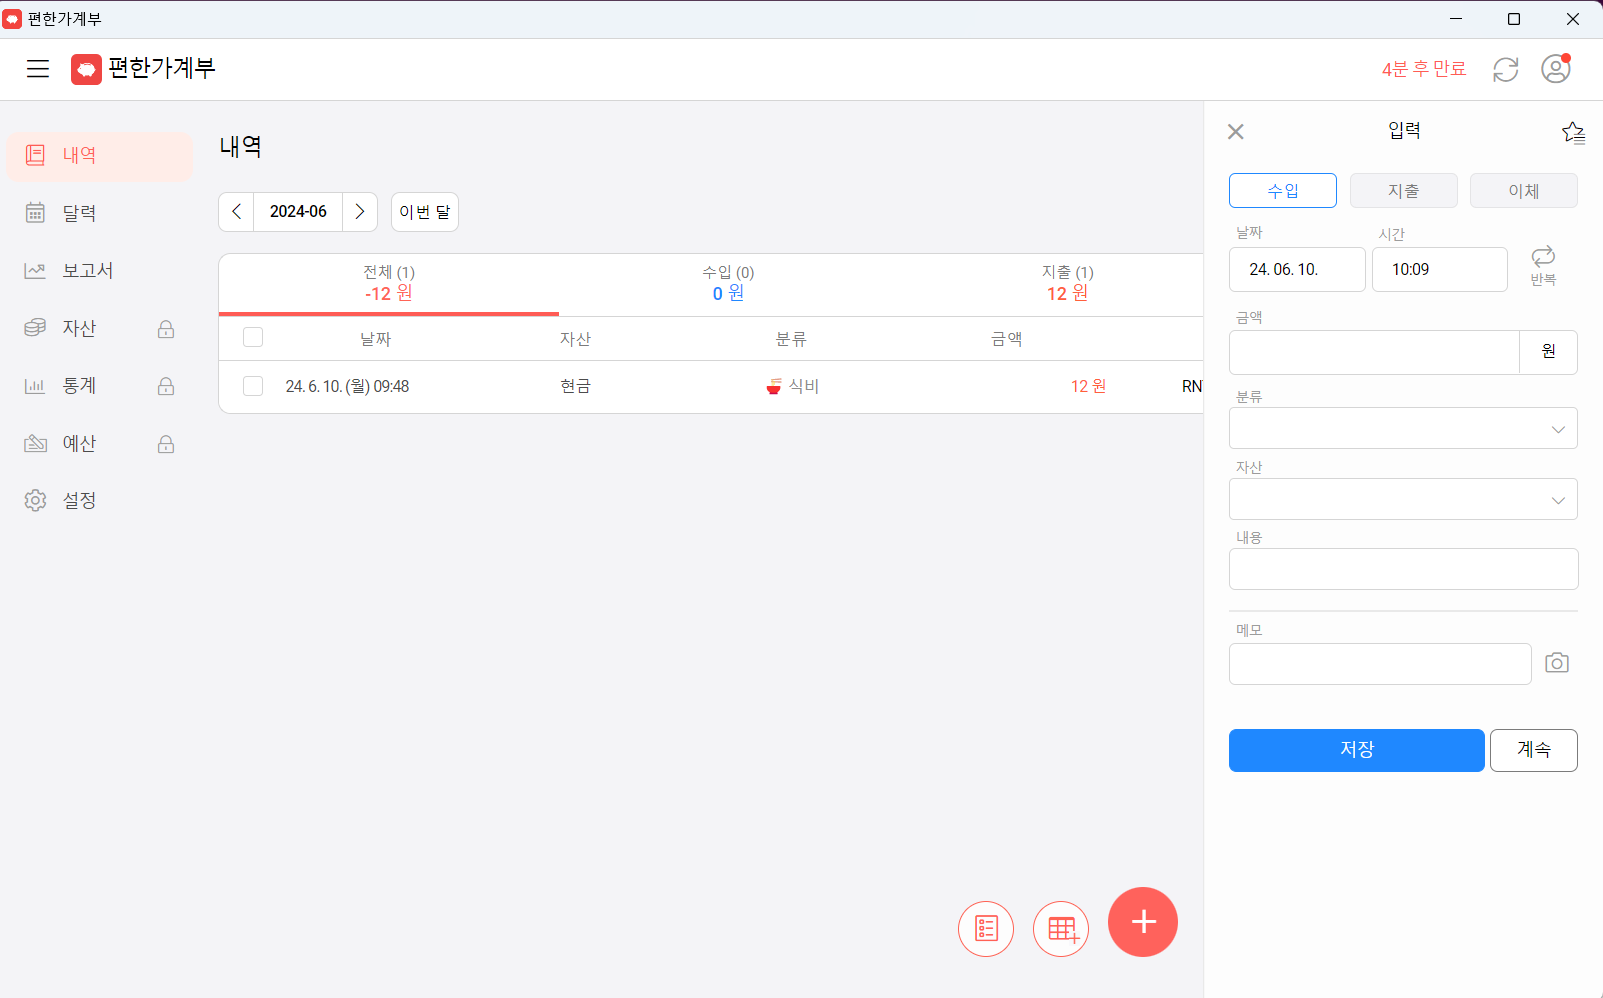 편한가계부
편한가계부
4분 후 만료
내역
달력
보고서
자산
통계
예산
설정
내역
2024-06
이번 달
전체 (1)
-12 원
수입 (0)
0 원
지출 (1)
12 원
날짜
자산
분류
금액
24. 6. 10. (월) 09:48
현금
식비
12 원
RN
입력
수입
지출
이체
날짜
시간
24. 06. 10.
10:09
반복
금액
원
분류
자산
내용
메모
저장
계속